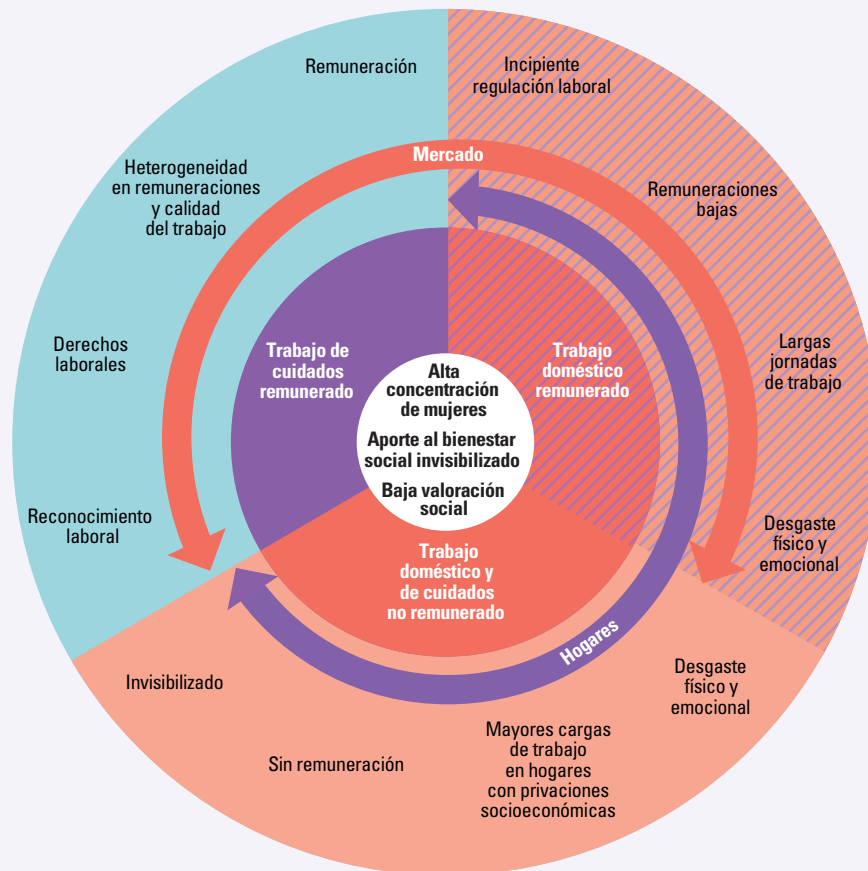 Remuneración
Incipiente
regulación laboral
Mercado
Heterogeneidad
en remuneraciones
y calidad
del trabajo
Remuneraciones
bajas
Derechos
laborales
Trabajo de
cuidados
remunerado
Alta
concentración
de mujeres
Aporte al bienestar
social invisibilizado
Baja valoración
social
Trabajo
doméstico
remunerado
Largas
jornadas
de trabajo
Reconocimiento
laboral
Trabajo
doméstico y
de cuidados
no remunerado
Desgaste
físico y
emocional
Hogares
Invisibilizado
Sin remuneración
Mayores cargas
de trabajo
en hogares
con privaciones
socioeconómicas
Desgaste
físico y
emocional